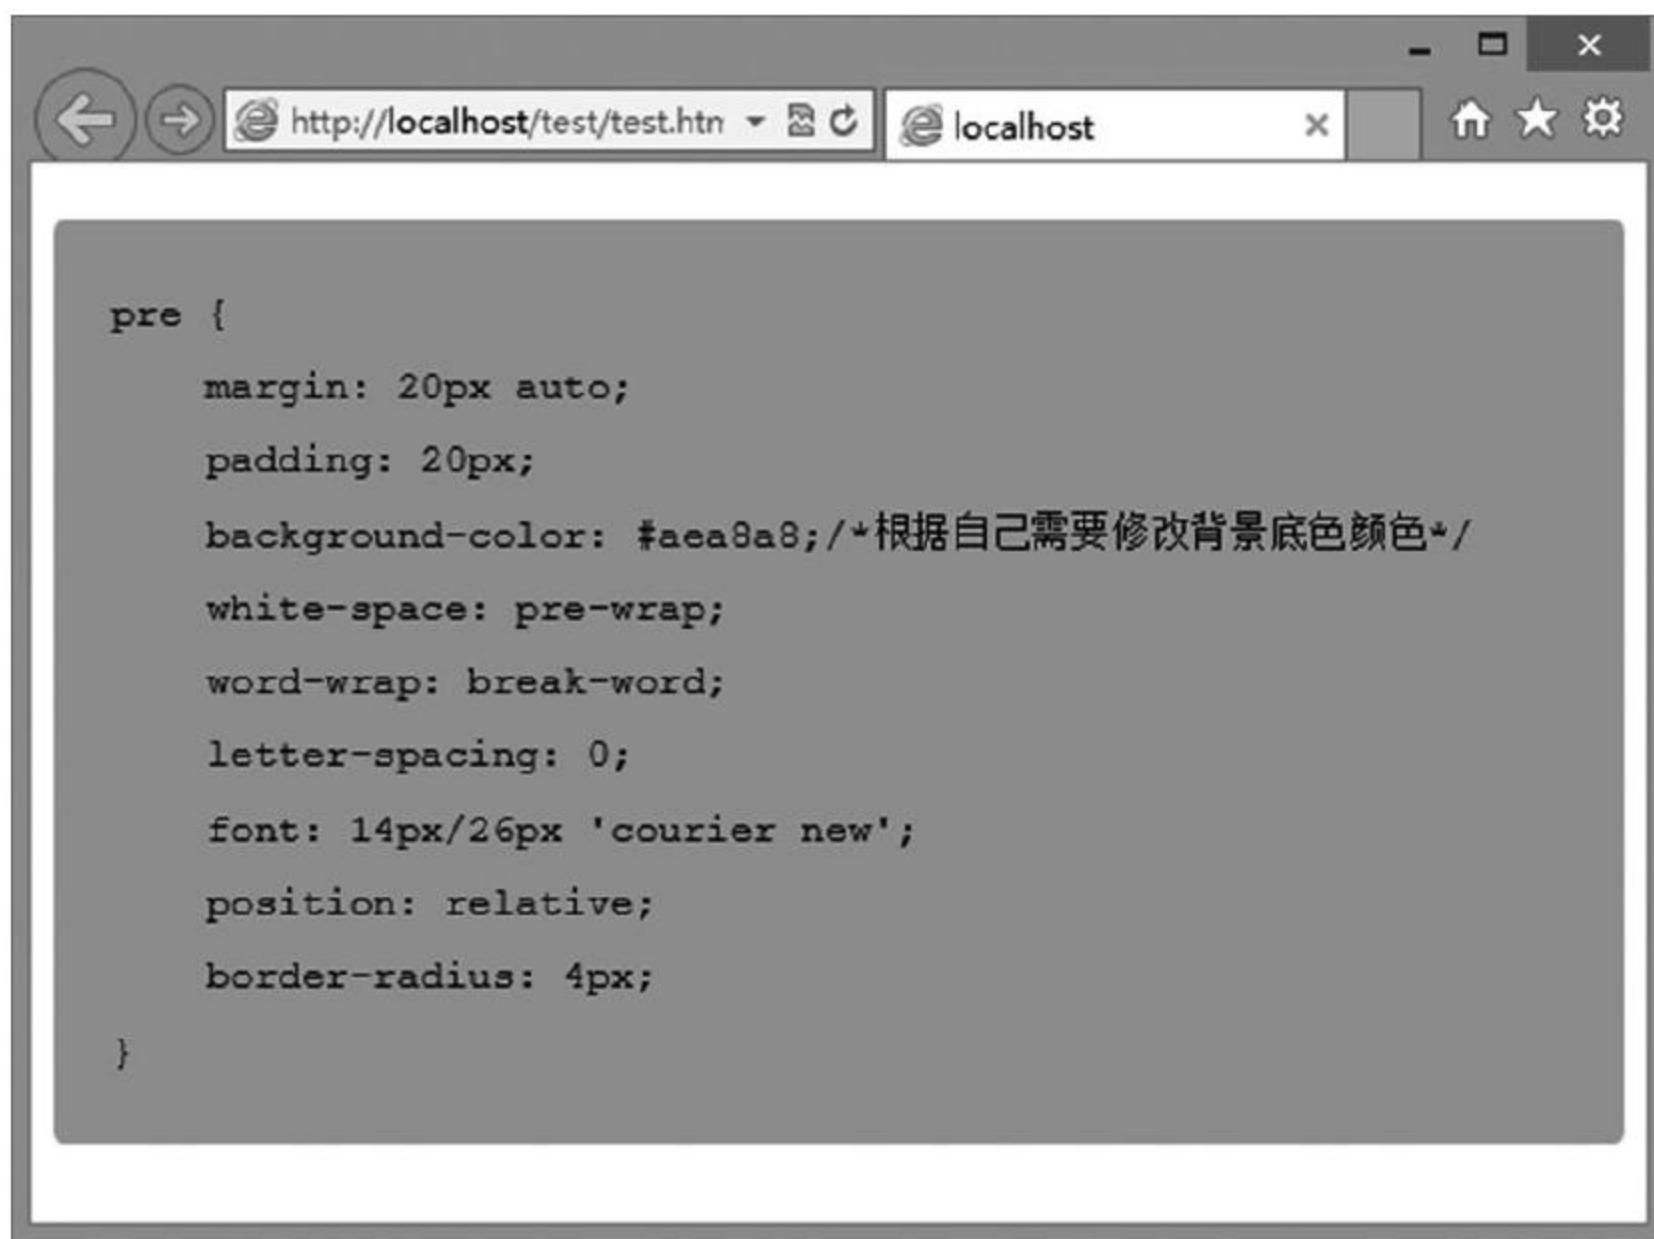 http://localhost/test/test.htn
localhost
pre {
margin: 20px auto;
padding: 20px;
background-color: #aea8a8;/*根据自己需要修改背景底色颜色*/
white-space: pre-wrap;
word-wrap: break-word;
letter-spacing: 0;
font: 14px/26px 'courier new';
position: relative;
border-radius: 4px;
}